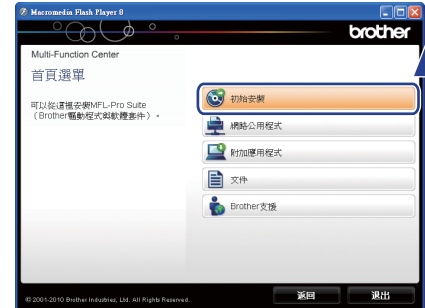 Macromedia Flash Player 8
brother
Multi-Function Center
首頁選單
可以從這裡安裝MFL-Pro Suite
（Brother驅動程式與軟體套件）。
初始安裝
網路公用程式
附加應用程式
文件
Brother支援
© 2001-2010 Brother Industries, Ltd. All Rights Reserved.
返回
退出